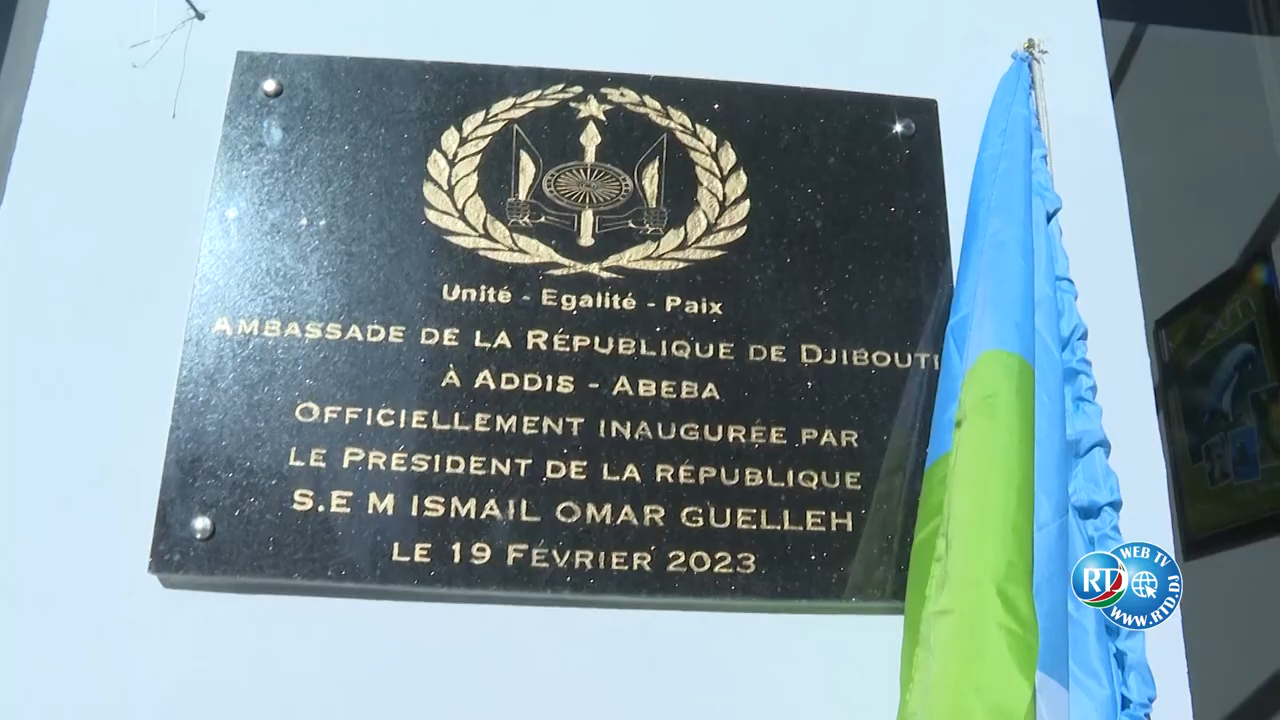 Unité - Egalité - Paix
AMBASSADE DE LA RÉPUBLIQUE DE DJIBOUTI
À ADDIS - ABEBA
OFFICIELLEMENT INAUGURÉE PAR
LE PRÉSIDENT DE LA RÉPUBLIQUE
S.E M ISMAIL OMAR GUELLEH
LE 19 FÉVRIER 2023
WEB TV
RTD
WWW.RTD.DJ